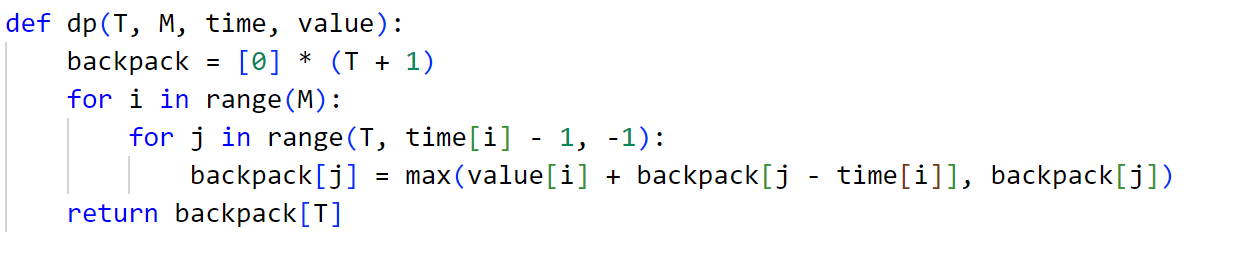 def dp(T, M, time, value):
    backpack = [0] * (T + 1)
    for i in range(M):
        for j in range(T, time[i] - 1, -1):
            backpack[j] = max(value[i] + backpack[j - time[i]], backpack[j])
    return backpack[T]